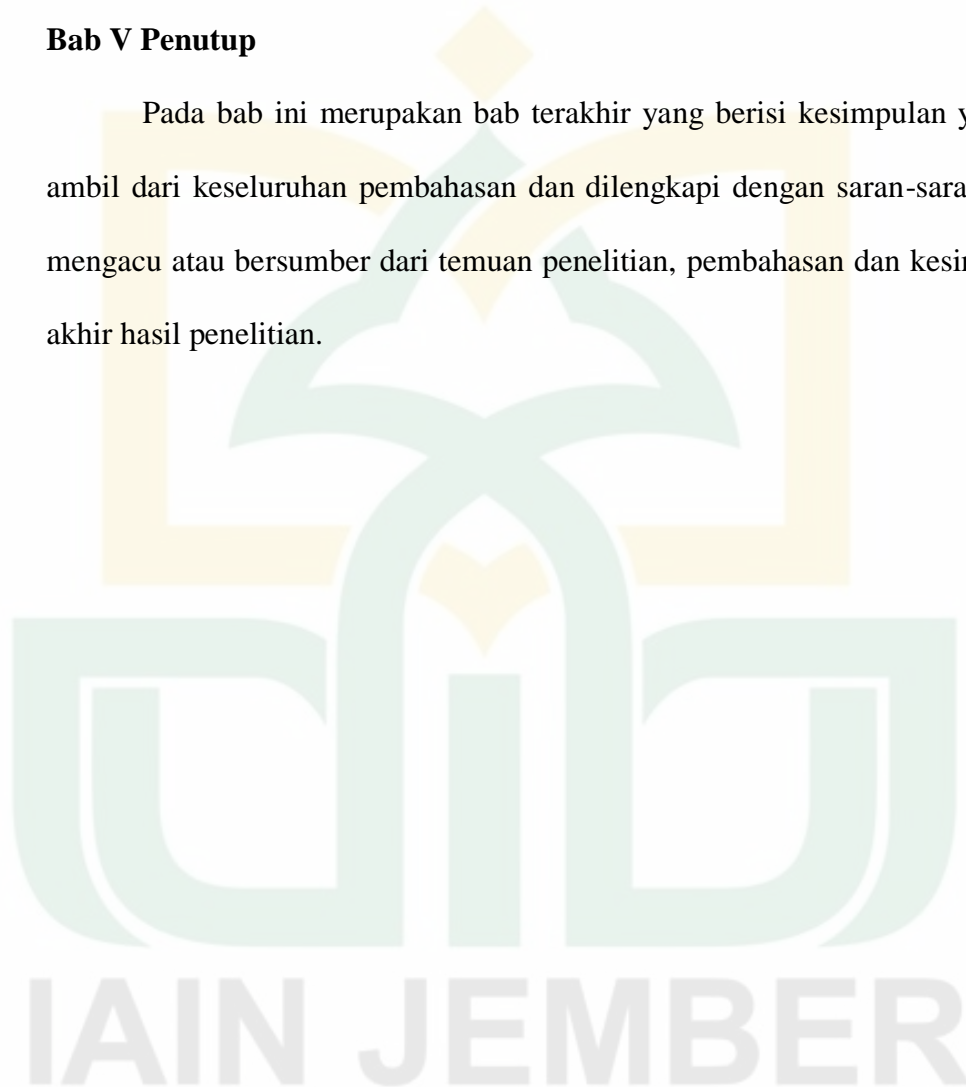 Bab V Penutup
Pada bab ini merupakan bab terakhir yang berisi kesimpulan
ambil dari keseluruhan pembahasan dan dilengkapi dengan
mengacu atau bersumber dari temuan penelitian, pembahasan dan
akhir hasil penelitian.
IAIN JEMBER